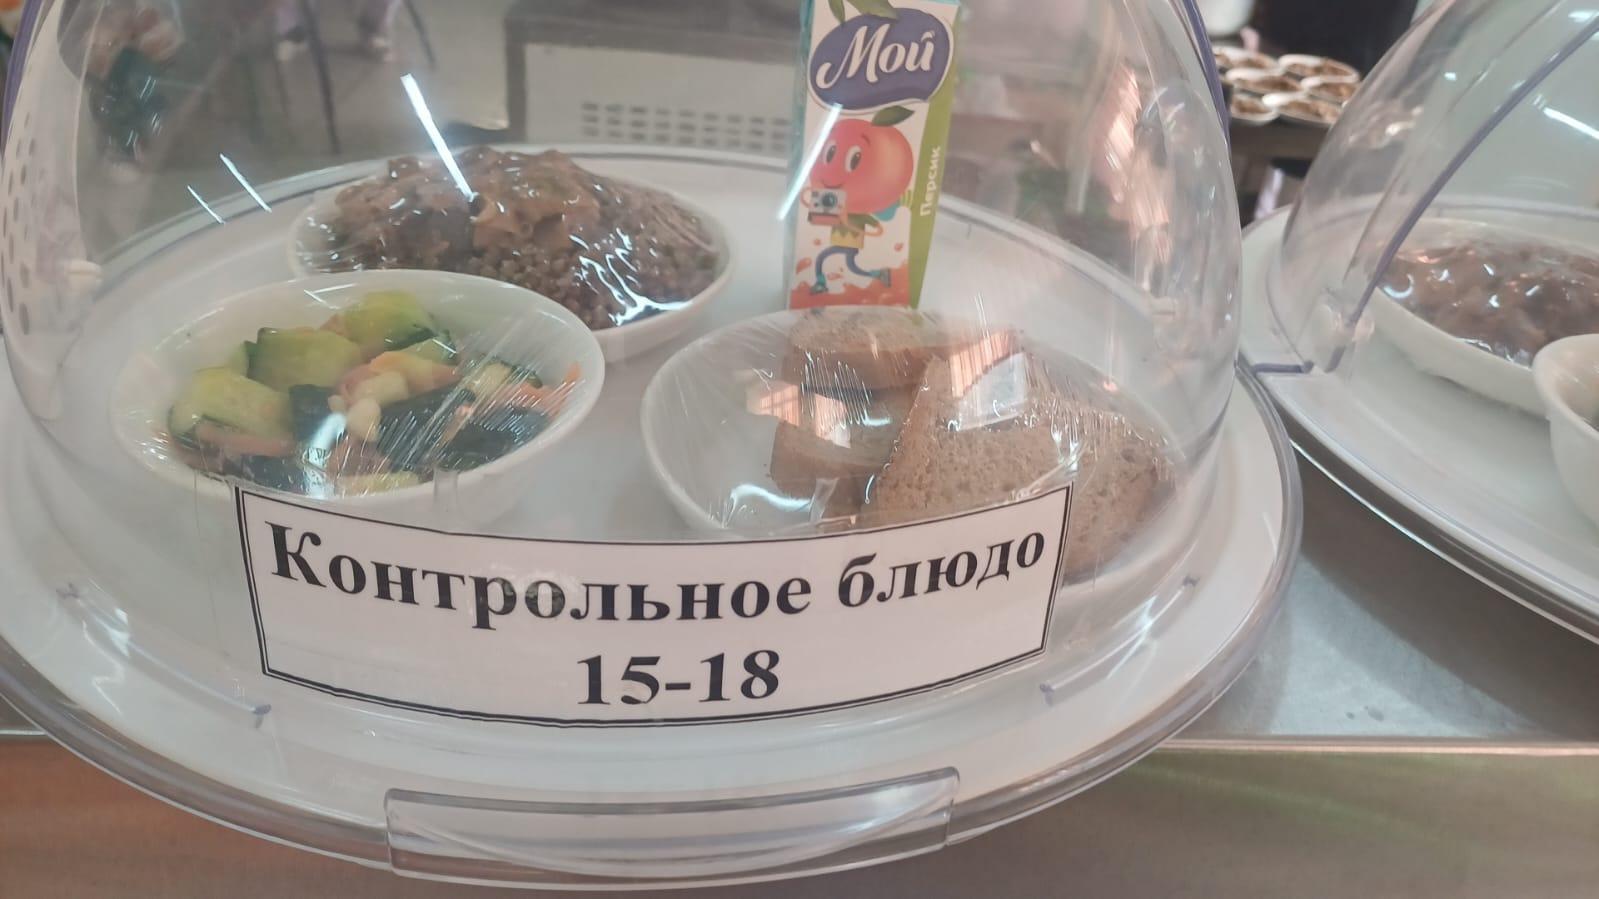 Мой
Персик
Контрольное блюдо
15-18